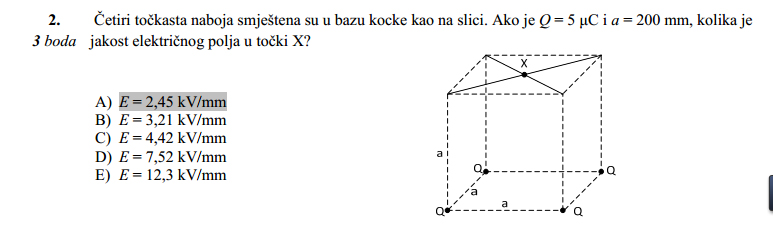 2. Četiri točkasta naboja smještena su u bazu kocke kao na slici. Ako je Q = 5 μC i a = 200 mm, kolika je
3 boda jakost električnog polja u točki X?
X
A) E = 2,45 kV/mm
B) E = 3,21 kV/mm
C) E = 4,42 kV/mm
D) E = 7,52 kV/mm
E) E = 12,3 kV/mm
a
Q
Q
a
a
Q
Q